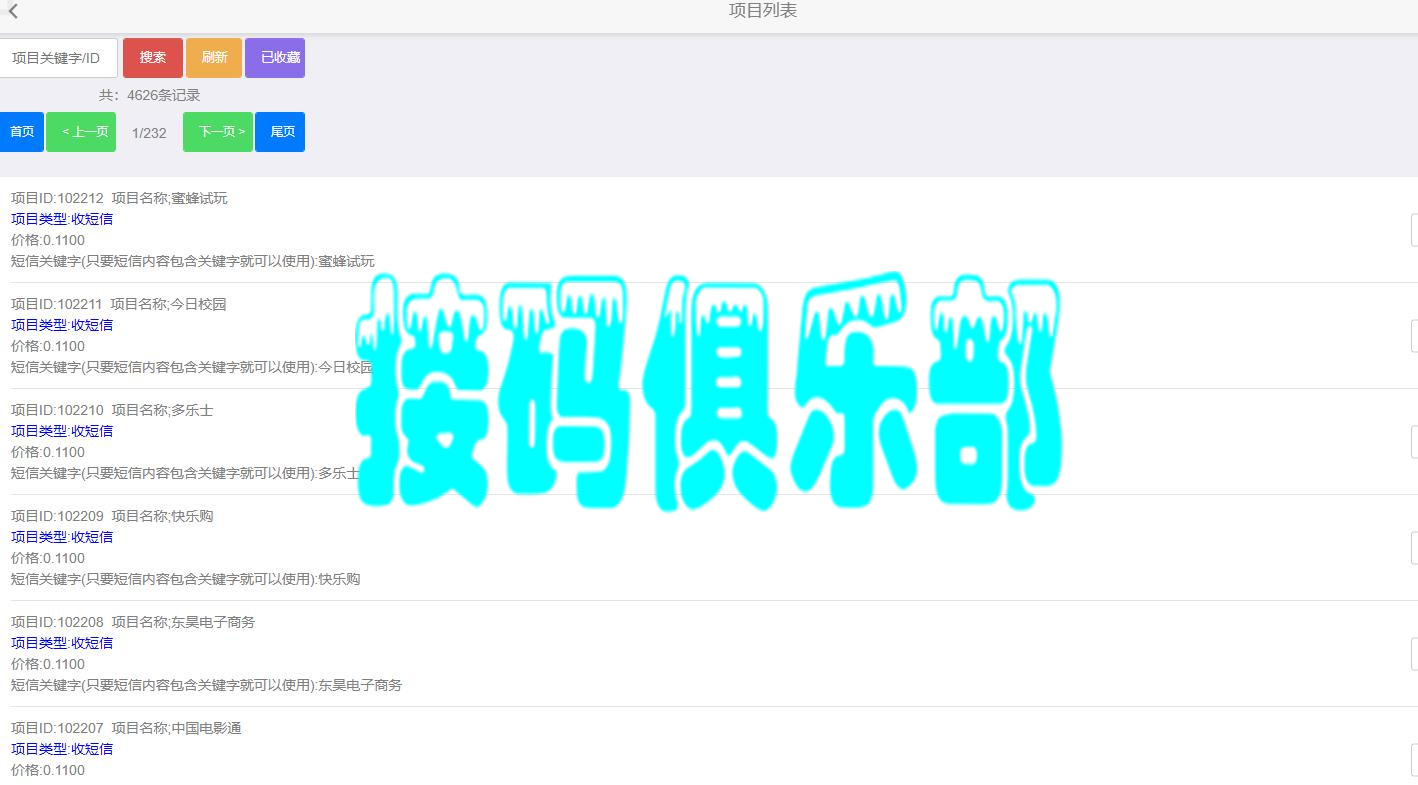 项目列表
项目关键字/ID 搜索 刷新 已收藏
共：4626条记录
首页 < 上一页 1/232 下一页 > 尾页
项目ID:102212 项目名称;蜜蜂试玩
项目类型:收短信
价格:0.1100
短信关键字(只要短信内容包含关键字就可以使用):蜜蜂试玩
项目ID:102211 项目名称;今日校园
项目类型:收短信
价格:0.1100
短信关键字(只要短信内容包含关键字就可以使用):今日校园
按码俱乐部
项目ID:102210 项目名称;多乐士
项目类型:收短信
价格:0.1100
短信关键字(只要短信内容包含关键字就可以使用):多乐士
项目ID:102209 项目名称;快乐购
项目类型:收短信
价格:0.1100
短信关键字(只要短信内容包含关键字就可以使用):快乐购
项目ID:102208 项目名称;东昊电子商务
项目类型:收短信
价格:0.1100
短信关键字(只要短信内容包含关键字就可以使用):东昊电子商务
项目ID:102207 项目名称;中国电影通
项目类型:收短信
价格:0.1100